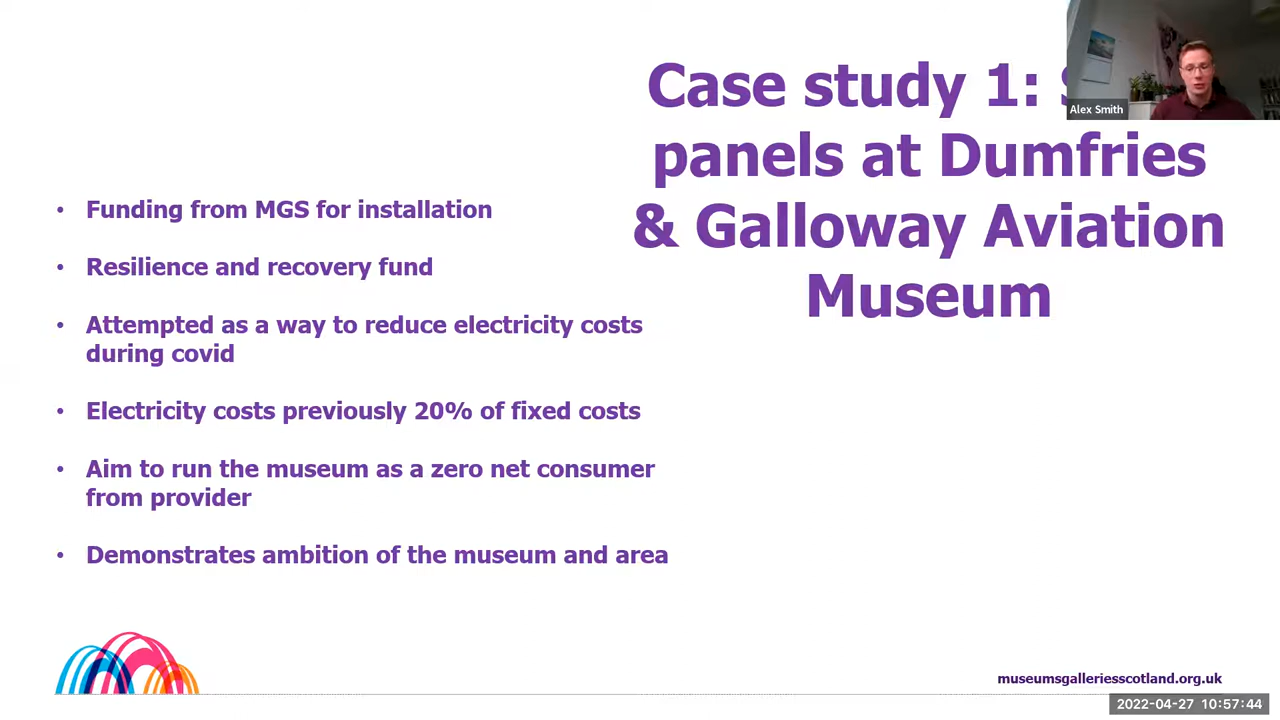 Case study 1:
panels at Dumfries
& Galloway Aviation
Museum
Alex Smith
• Funding from MGS for installation
• Resilience and recovery fund
• Attempted as a way to reduce electricity costs
during covid
• Electricity costs previously 20% of fixed costs
• Aim to run the museum as a zero net consumer
from provider
• Demonstrates ambition of the museum and area
museumsgalleriesscotland.org.uk
2022-04-27 10:57:44